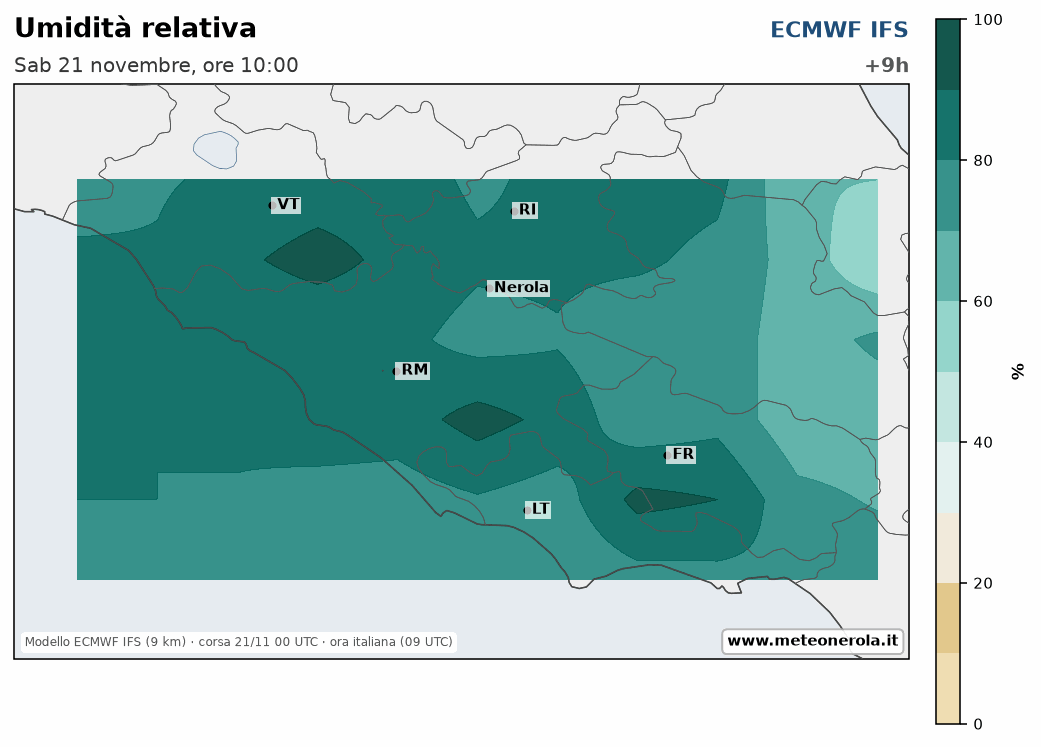 Umidità relativa
ECMWF IFS
Sab 21 novembre, ore 10:00
+9h
100
80
60
40
20
0
%
VT
RI
Nerola
RM
FR
LT
Modello ECMWF IFS (9 km) · corsa 21/11 00 UTC · ora italiana (09 UTC)
www.meteonerola.it